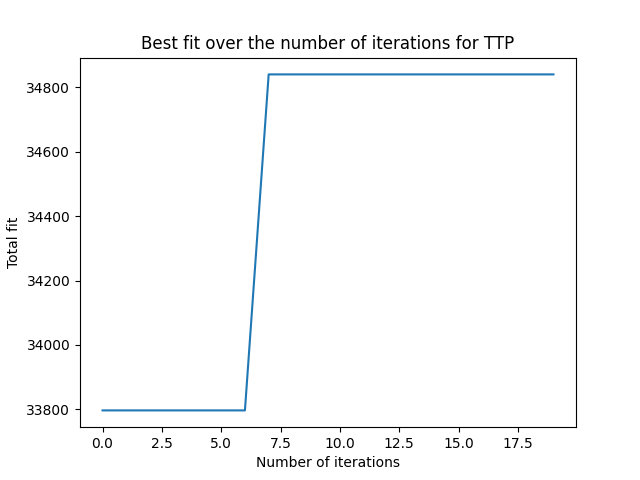 Best fit over the number of iterations for TTP
Total fit
34800
34600
34400
34200
34000
33800
0.0 2.5 5.0 7.5 10.0 12.5 15.0 17.5
Number of iterations